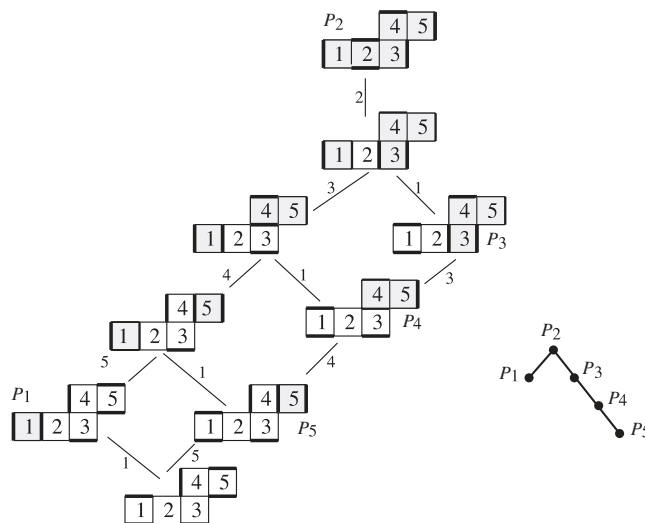 P2 4 5
1 2 3
2
4 5
1 2 3
3 1
4 5 4 5
1 2 3 1 2 3 P3
4 1 3
4 5 4 5
1 2 3 1 2 3 P4
5 1 4
P1 4 5 4 5
1 2 3 1 2 3 P5
1 5
4 5
1 2 3
P2
P1 P3
P4
P5